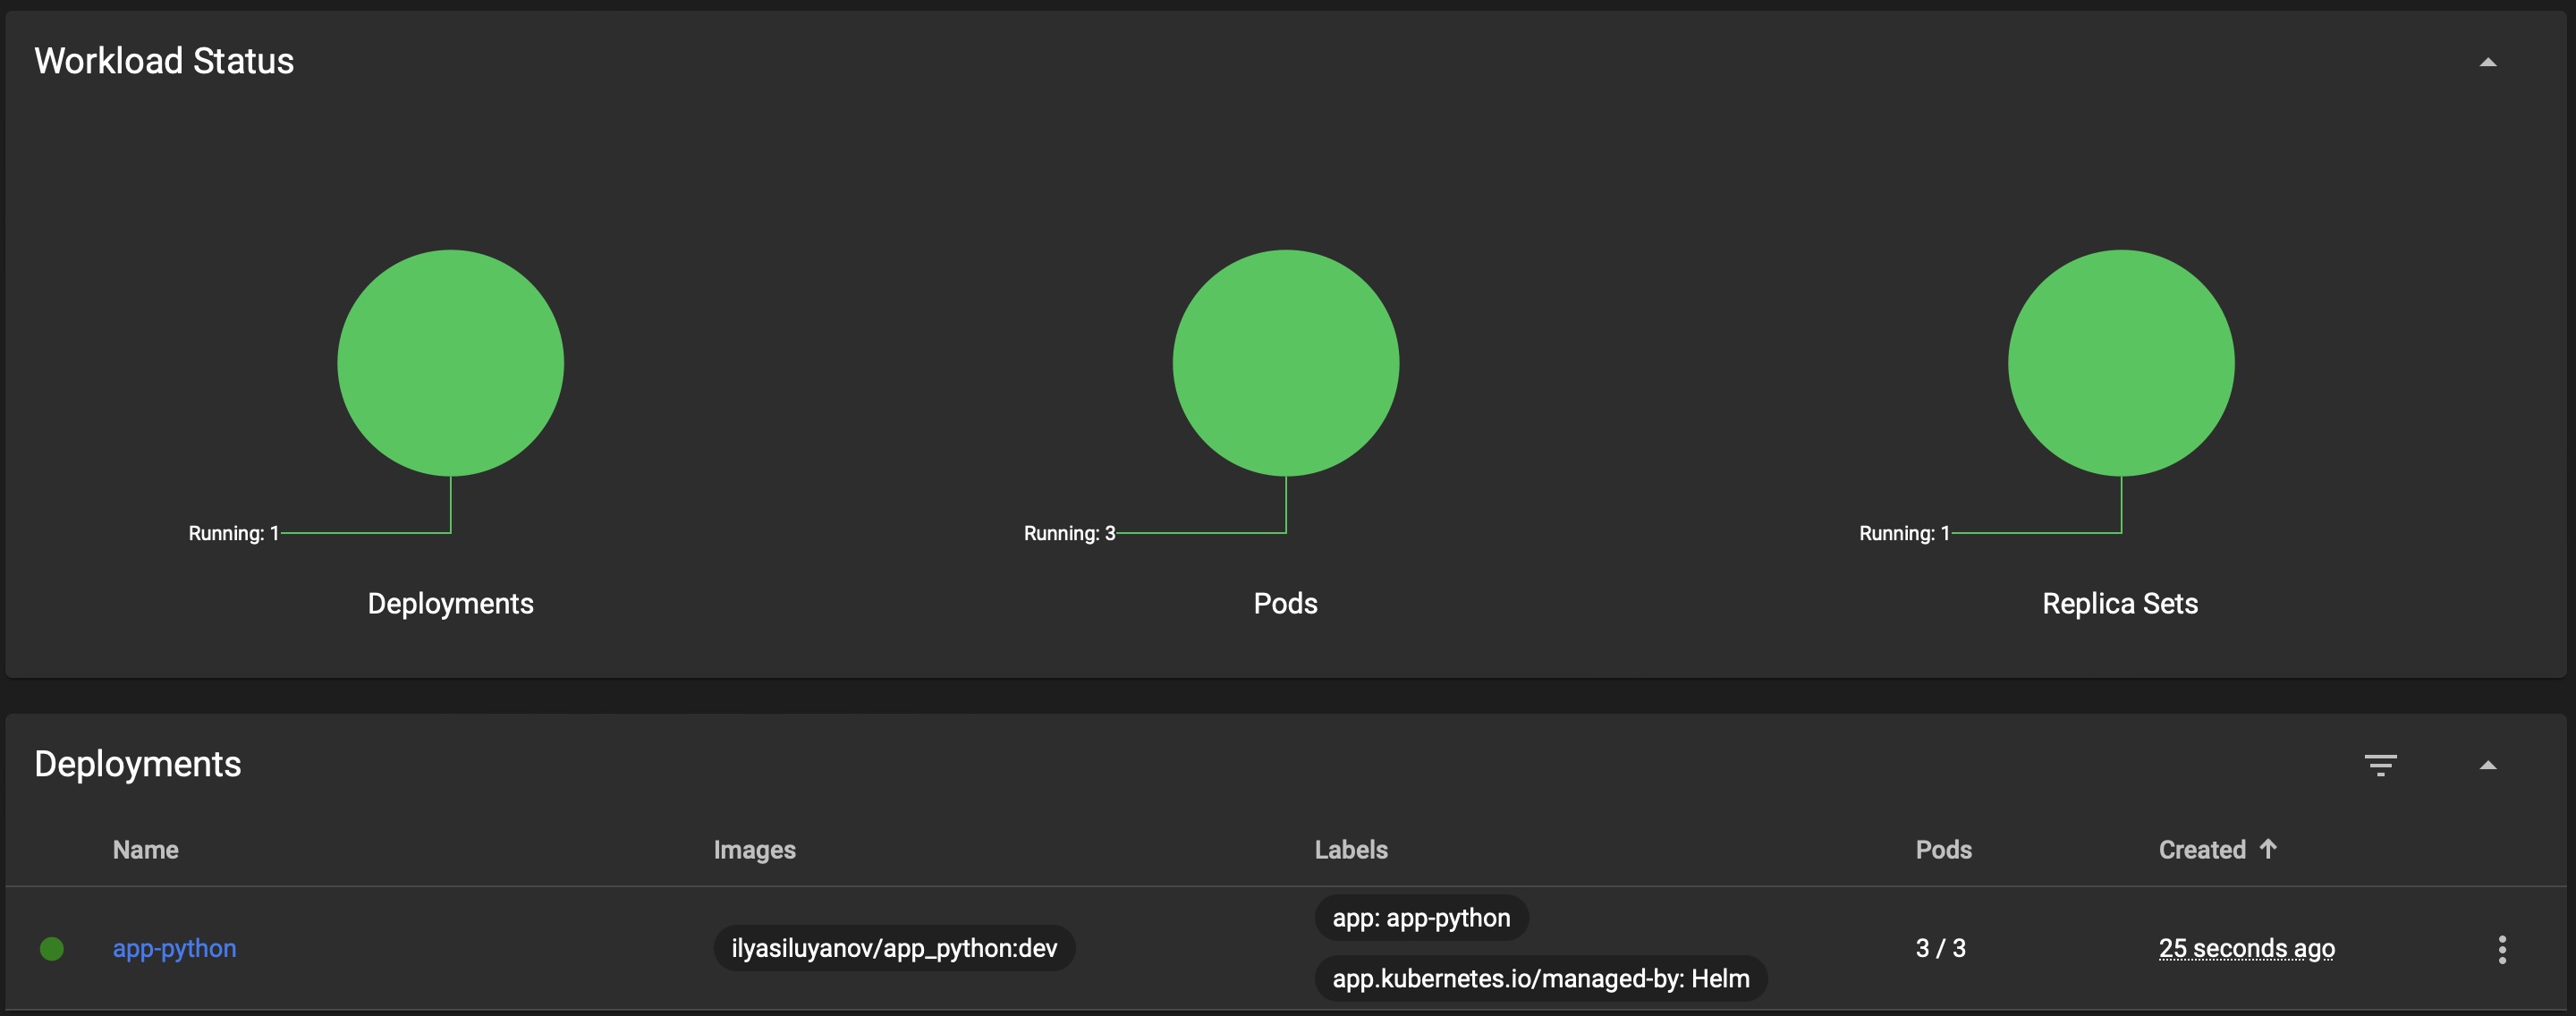 Workload Status
Running: 1
Running: 3
Running: 1
Deployments
Pods
Replica Sets
Deployments
Name Images Labels Pods Created
app: app-python
app-python ilyasiluyanov/app_python:dev 3 / 3 25 seconds ago
app.kubernetes.io/managed-by: Helm